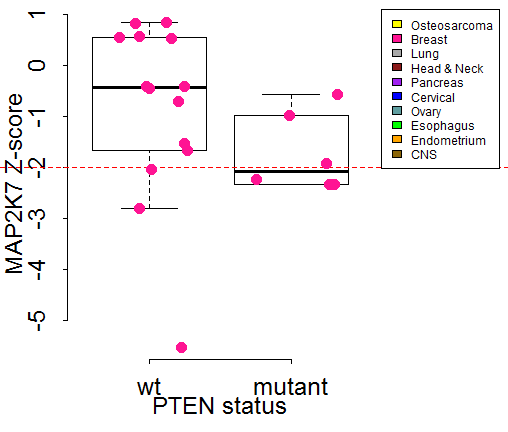 MAP2K7 Z-score
1
0
-1
-2
-3
-4
-5
wt
mutant
PTEN status
Osteosarcoma
Breast
Lung
Head & Neck
Pancreas
Cervical
Ovary
Esophagus
Endometrium
CNS